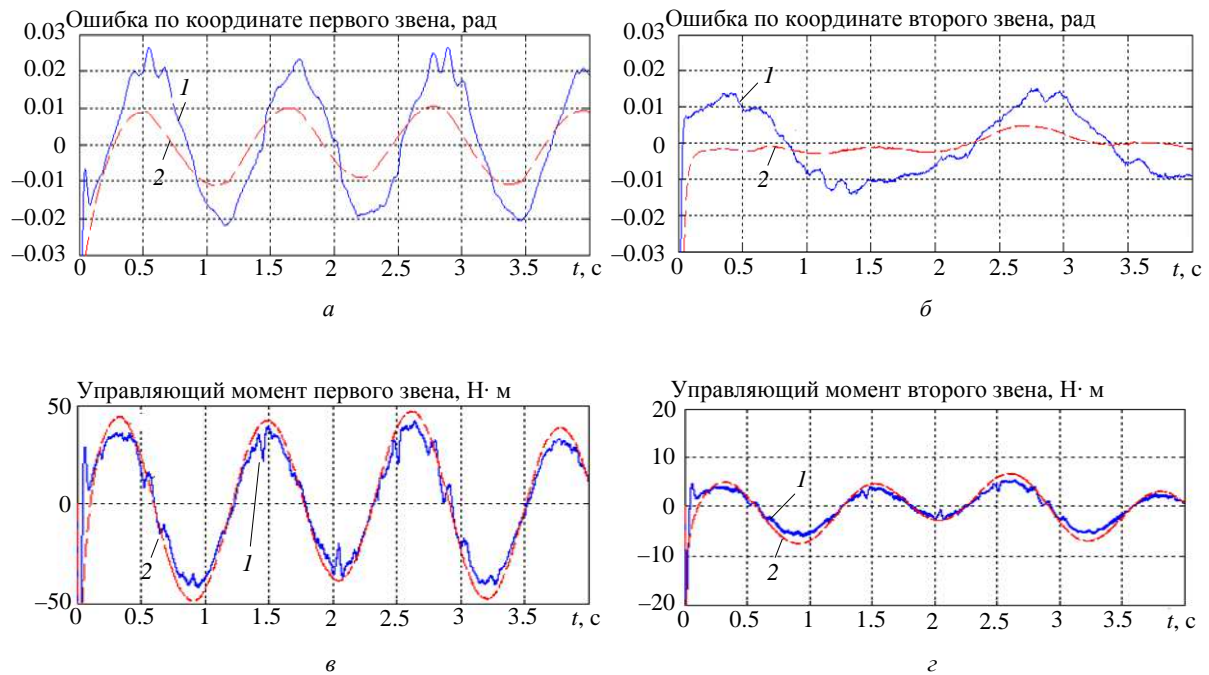 Ошибка по координате первого звена, рад
0.03
0.02
0.01
0
–0.01
–0.02
–0.03
1
2
0 0.5 1 1.5 2 2.5 3 3.5 t, с
а
Ошибка по координате второго звена, рад
0.03
0.02
0.01
0
–0.01
–0.02
–0.03
1
2
0 0.5 1 1.5 2 2.5 3 3.5 t, с
б
Управляющий момент первого звена, Н· м
50
0
–50
2
1
0 0.5 1 1.5 2 2.5 3 3.5 t, с
в
Управляющий момент второго звена, Н· м
20
10
0
–10
–20
1
2
0 0.5 1 1.5 2 2.5 3 3.5 t, с
г